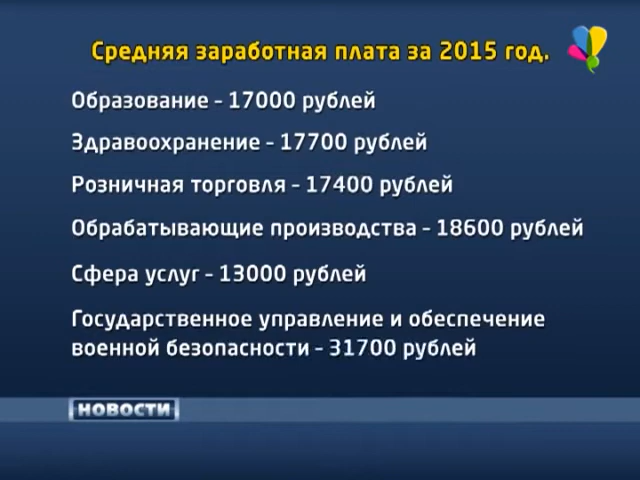 Средняя заработная плата за 2015 год.
Образование - 17000 рублей
Здравоохранение - 17700 рублей
Розничная торговля - 17400 рублей
Обрабатывающие производства - 18600 рублей
Сфера услуг - 13000 рублей
Государственное управление и обеспечение
военной безопасности - 31700 рублей
НОВОСТИ